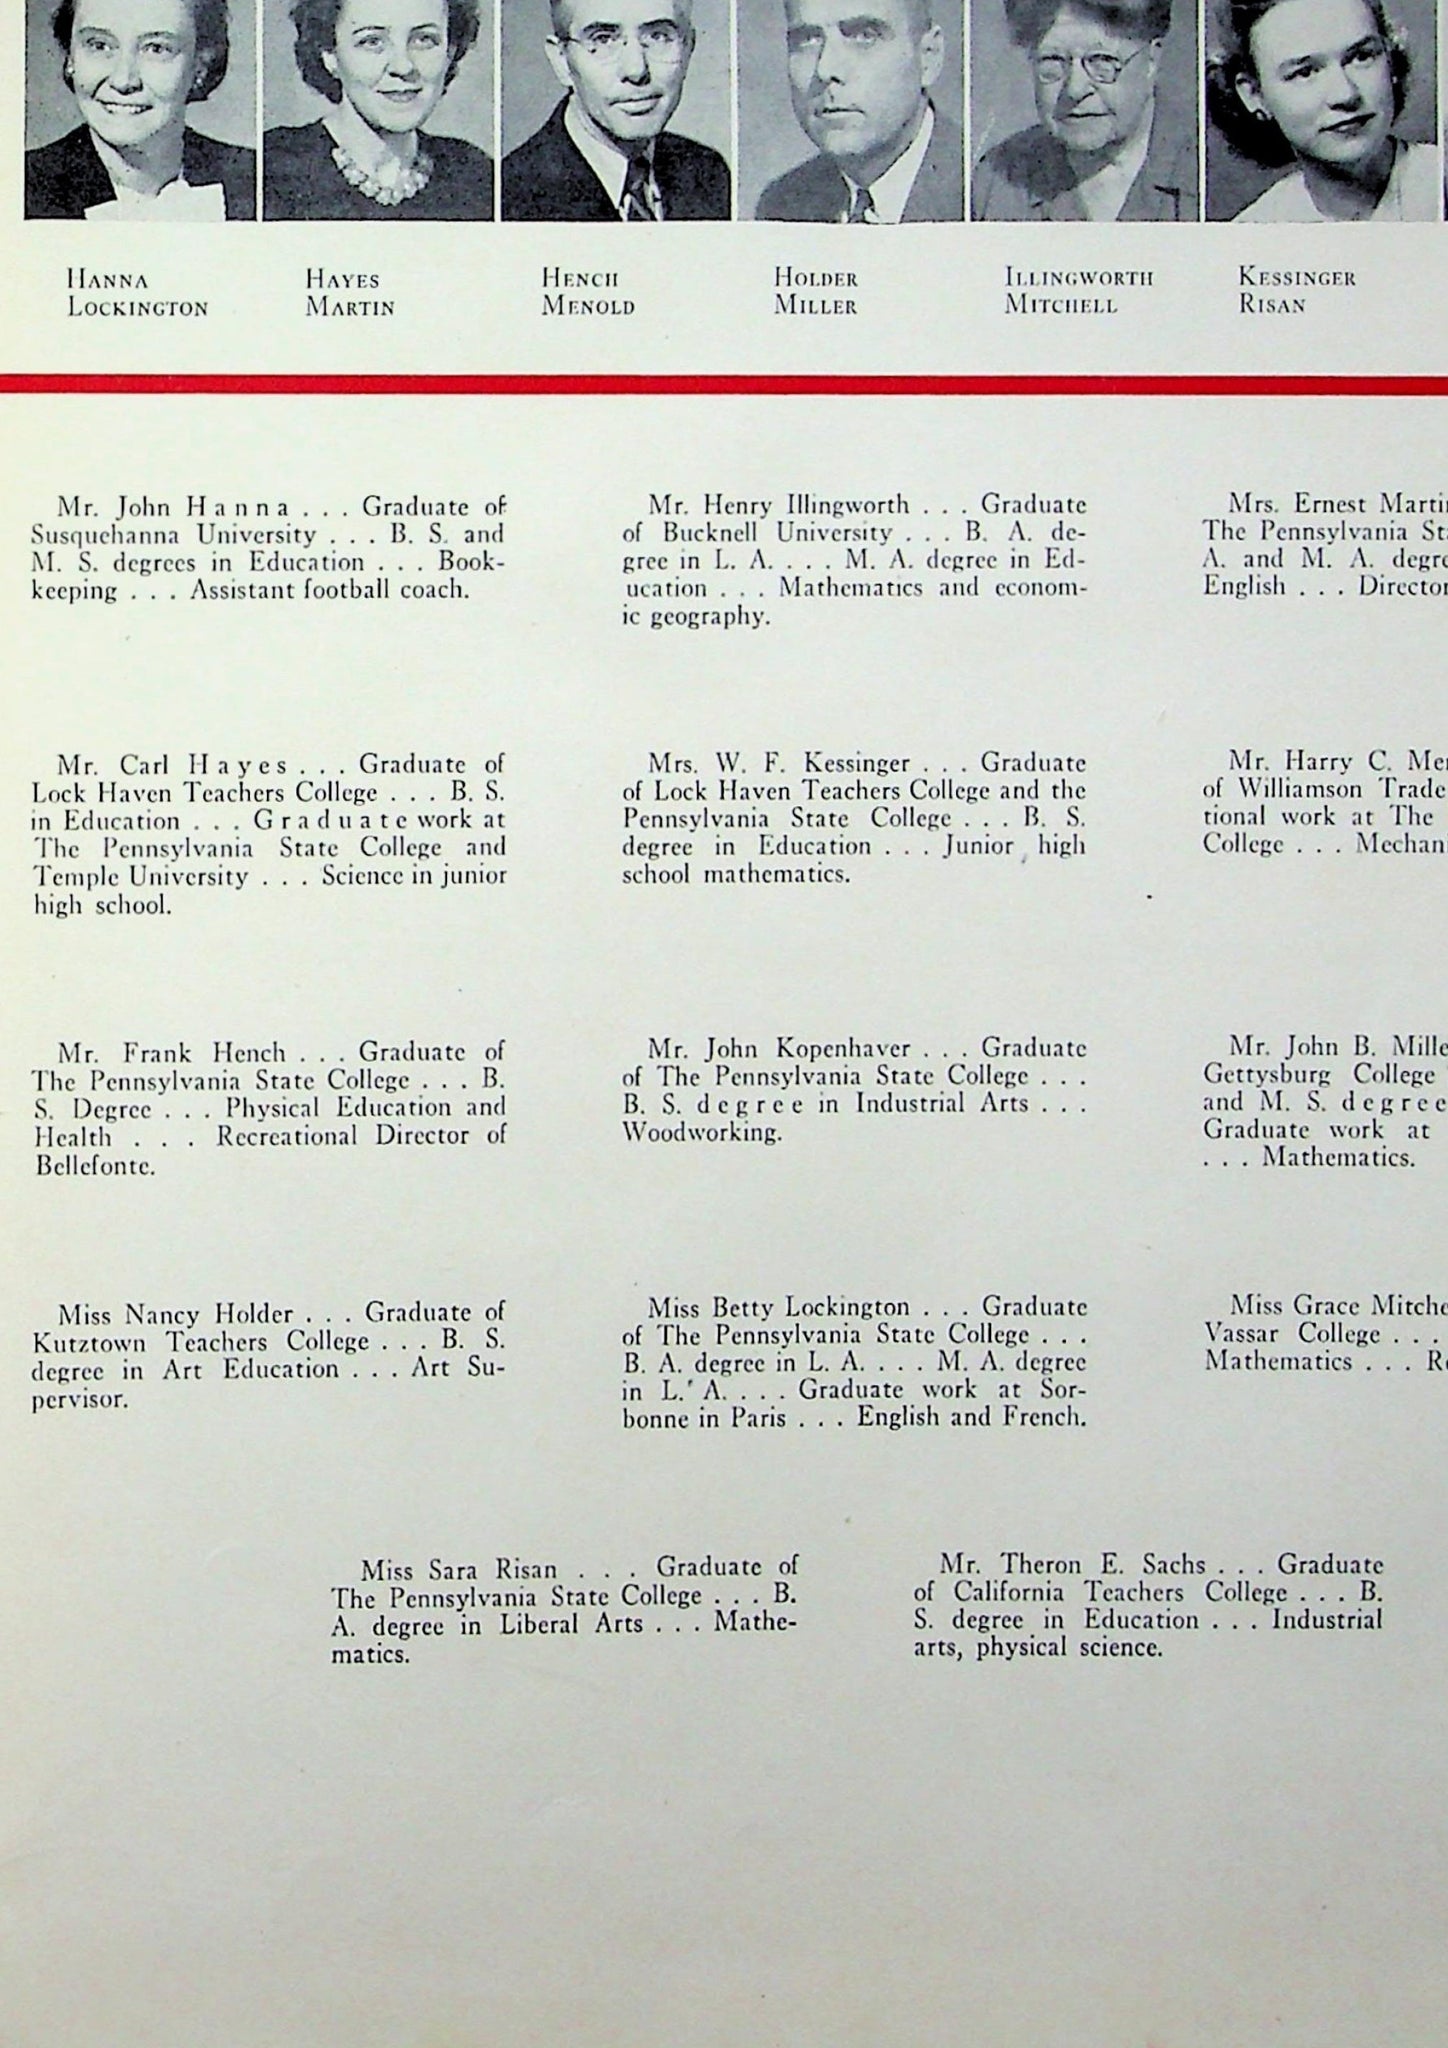 HANNA
LOCKINGTON
HAYES
MARTIN
HENCH
MENOLD
HOLDER
MILLER
ILLINGWORTH
MITCHELL
KESSINGER
RISAN
Mr. John Hanna . . . Graduate of
Susquehanna University . . . B. S. and
M. S. degrees in Education . . . Book-
keeping . . . Assistant football coach.
Mr. Carl Hayes . . . Graduate of
Lock Haven Teachers College . . . B. S.
in Education . . . Graduate work at
The Pennsylvania State College and
Temple University . . . Science in junior
high school.
Mr. Frank Hench . . . Graduate of
The Pennsylvania State College . . . B.
S. Degree . . . Physical Education and
Health . . . Recreational Director of
Bellefonte.
Miss Nancy Holder . . . Graduate of
Kutztown Teachers College . . . B. S.
degree in Art Education . . . Art Su-
pervisor.
Mr. Henry Illingworth . . . Graduate
of Bucknell University . . . B. A. de-
gree in L. A. . . . M. A. degree in Ed-
ucation . . . Mathematics and econom-
ic geography.
Mrs. W. F. Kessinger . . . Graduate
of Lock Haven Teachers College and the
Pennsylvania State College . . . B. S.
degree in Education . . . Junior high
school mathematics.
Mr. John Kopenhaver . . . Graduate
of The Pennsylvania State College . . .
B. S. degree in Industrial Arts . . .
Woodworking.
Miss Betty Lockington . . . Graduate
of The Pennsylvania State College . . .
B. A. degree in L. A. . . . M. A. degree
in L. A. . . . Graduate work at Sor-
bonne in Paris . . . English and French.
Mrs. Ernest
The Pennsylvania
A. and M. A.
English . . .
Mr. Harry C.
of Williamson Trade
tional work at The
College . . .
Mr. John B.
Gettysburg College
and M. S. degree
Graduate work at
. . . Mathematics.
Miss Grace
Vassar College . . .
Mathematics . . .
Miss Sara Risan . . . Graduate of
The Pennsylvania State College . . . B.
A. degree in Liberal Arts . . . Mathe-
matics.
Mr. Theron E. Sachs . . . Graduate
of California Teachers College . . . B.
S. degree in Education . . . Industrial
arts, physical science.